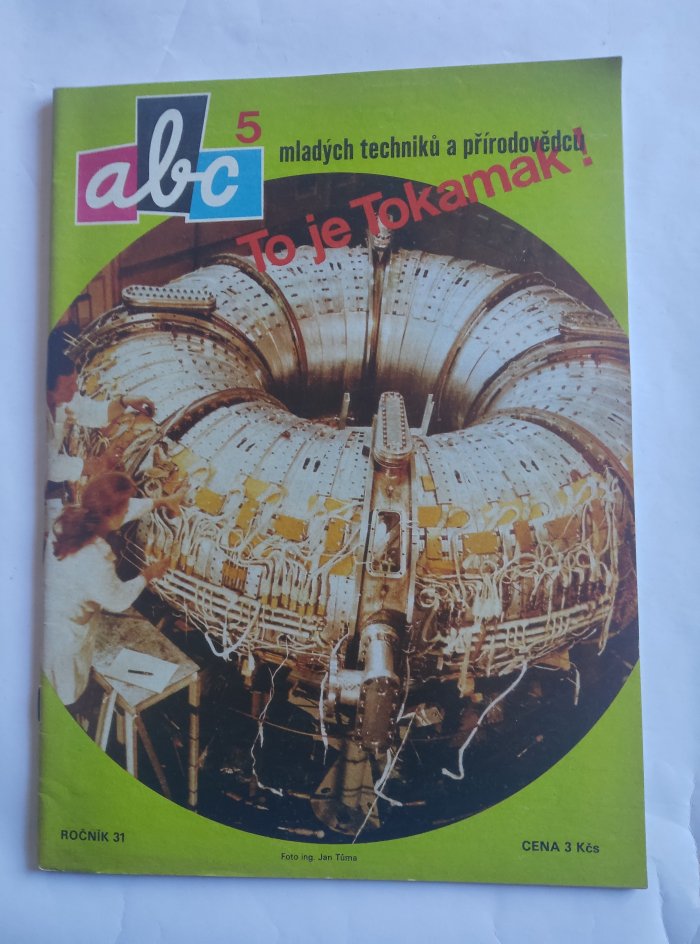 abc
5
mladých techniků a přírodovědců
To je Tokamak!
ROČNÍK 31
Foto ing. Jan Tůma
CENA 3 Kčs